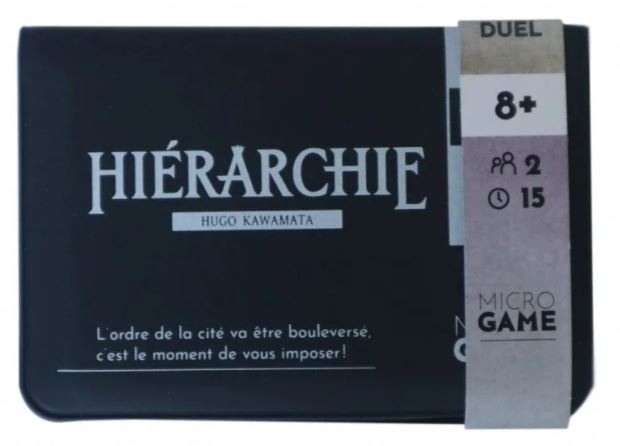 HIÉRARCHIE
HUGO KAWAMATA
L'ordre de la cité va être bouleversé,
c'est le moment de vous imposer!
DUEL
8+
2
15
MICRO
GAME